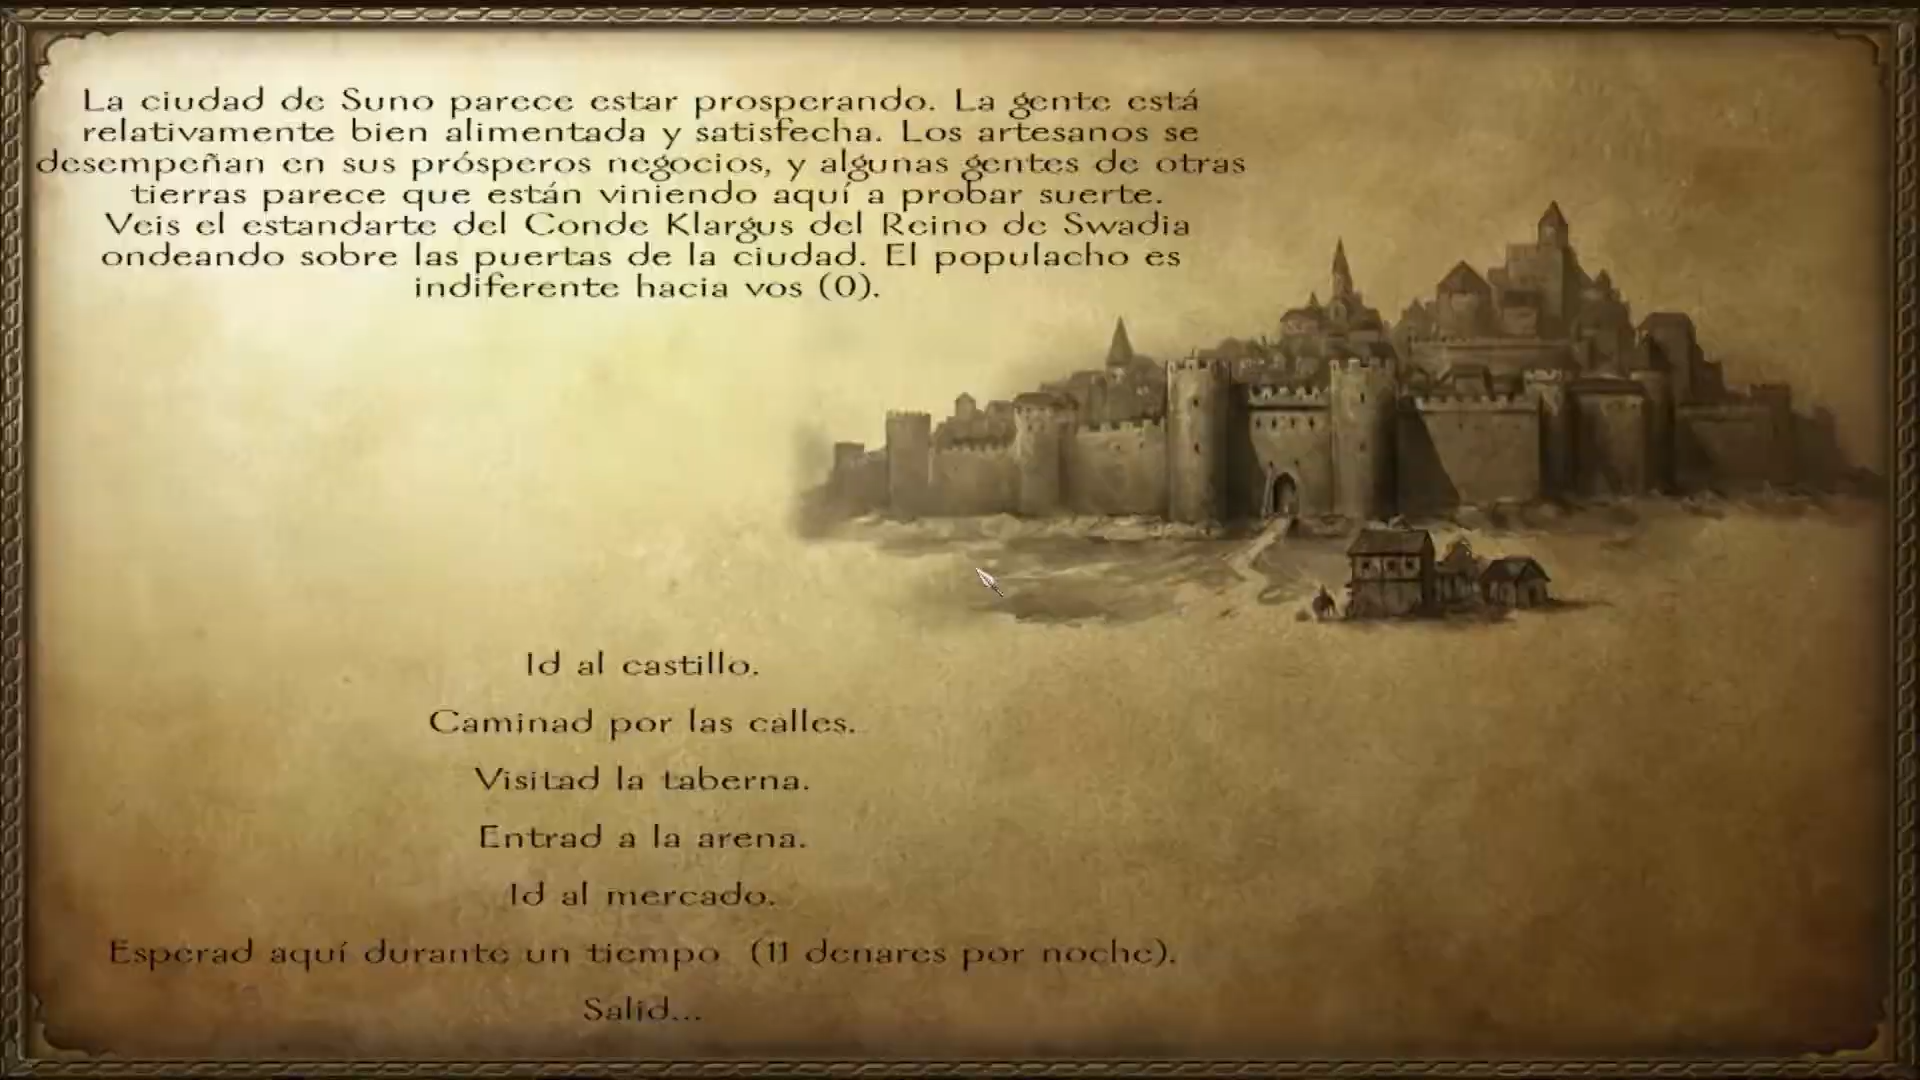 La ciudad de Suno parece estar prosperando. La gente está
relativamente bien alimentada y satisfecha. Los artesanos se
desempeñan en sus prósperos negocios, y algunas gentes de otras
tierras parece que están viniendo aquí a probar suerte.
Veis el estandarte del Conde Klargus del Reino de Swadia
ondeando sobre las puertas de la ciudad. El populacho es
indiferente hacia vos (0).
Id al castillo.
Caminad por las calles.
Visitad la taberna.
Entrad a la arena.
Id al mercado.
Esperad aquí durante un tiempo (11 denares por noche).
Salid...